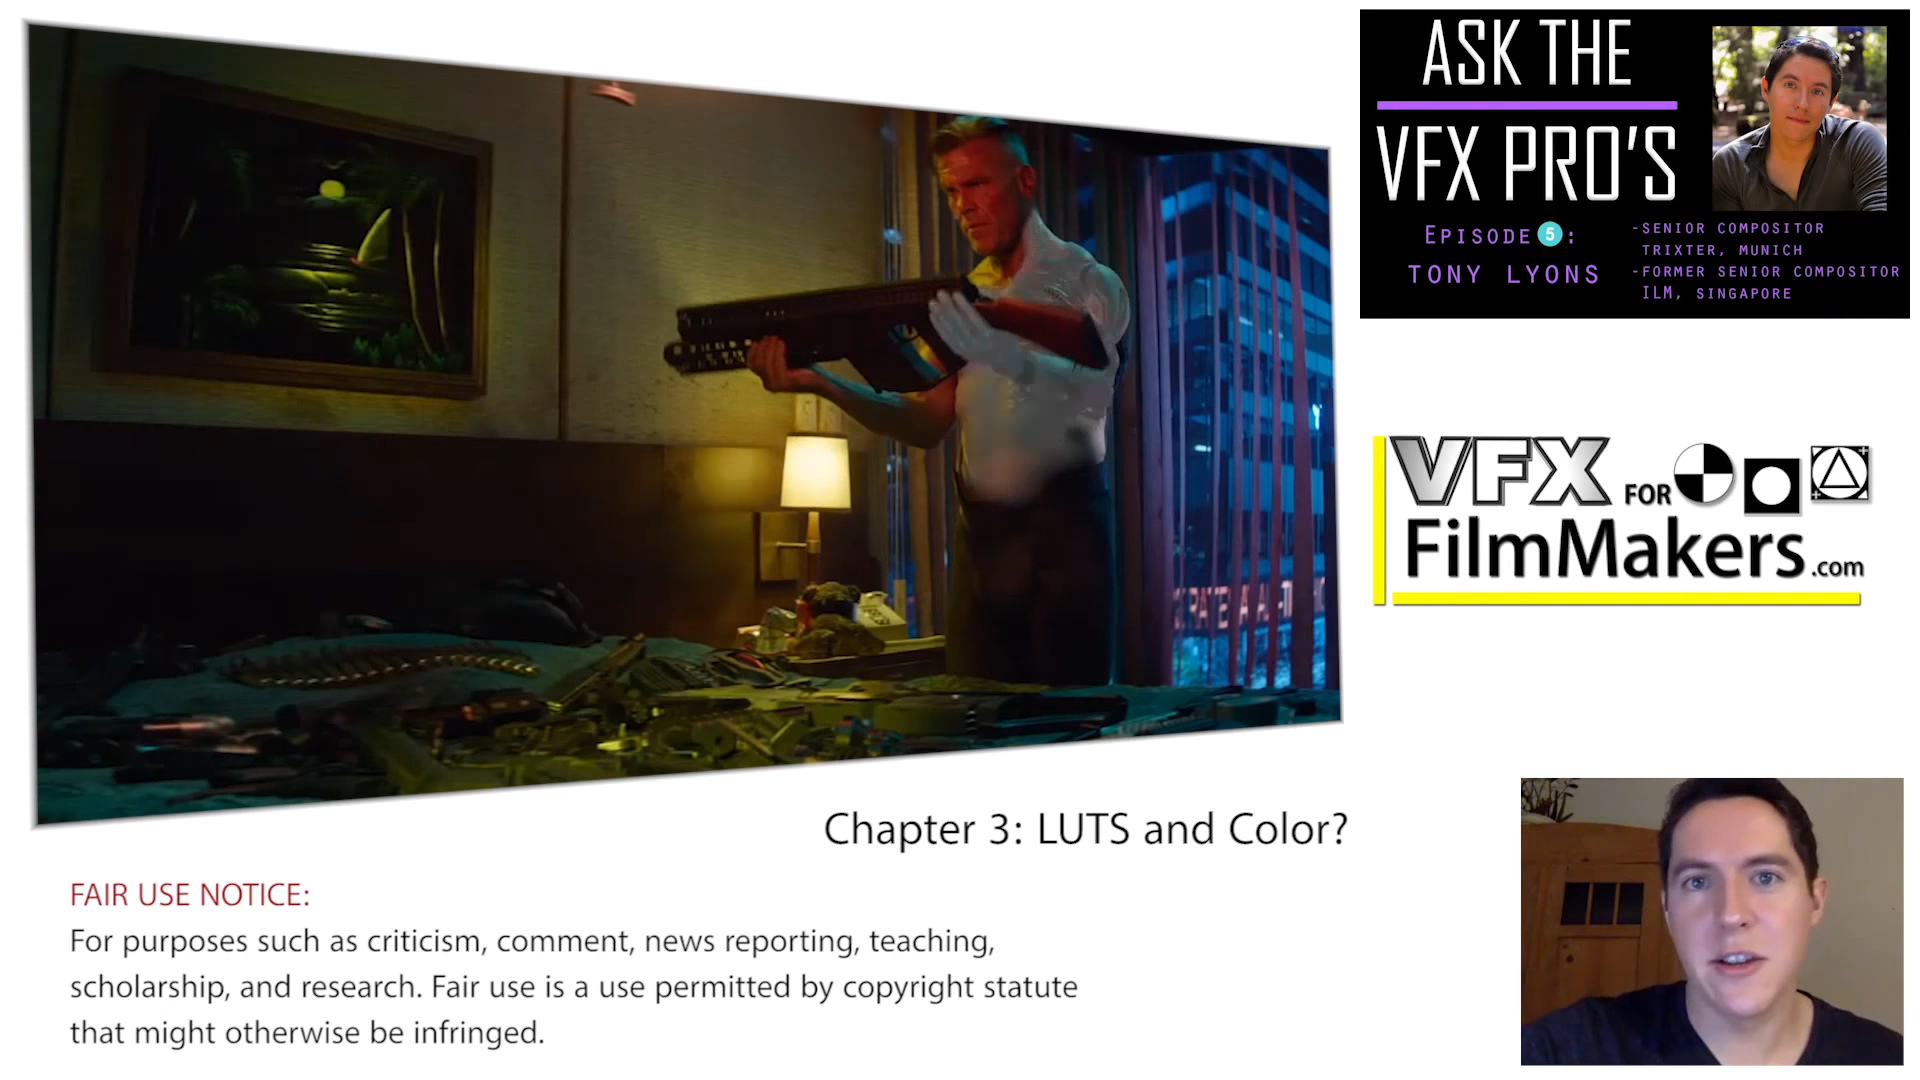 ASK THE
VFX PRO'S
EPISODE 5:
TONY LYONS
-SENIOR COMPOSITOR
TRIXTER, MUNICH
-FORMER SENIOR COMPOSITOR
ILM, SINGAPORE
VFX FOR
FilmMakers.com
Chapter 3: LUTS and Color?
FAIR USE NOTICE:
For purposes such as criticism, comment, news reporting, teaching,
scholarship, and research. Fair use is a use permitted by copyright statute
that might otherwise be infringed.